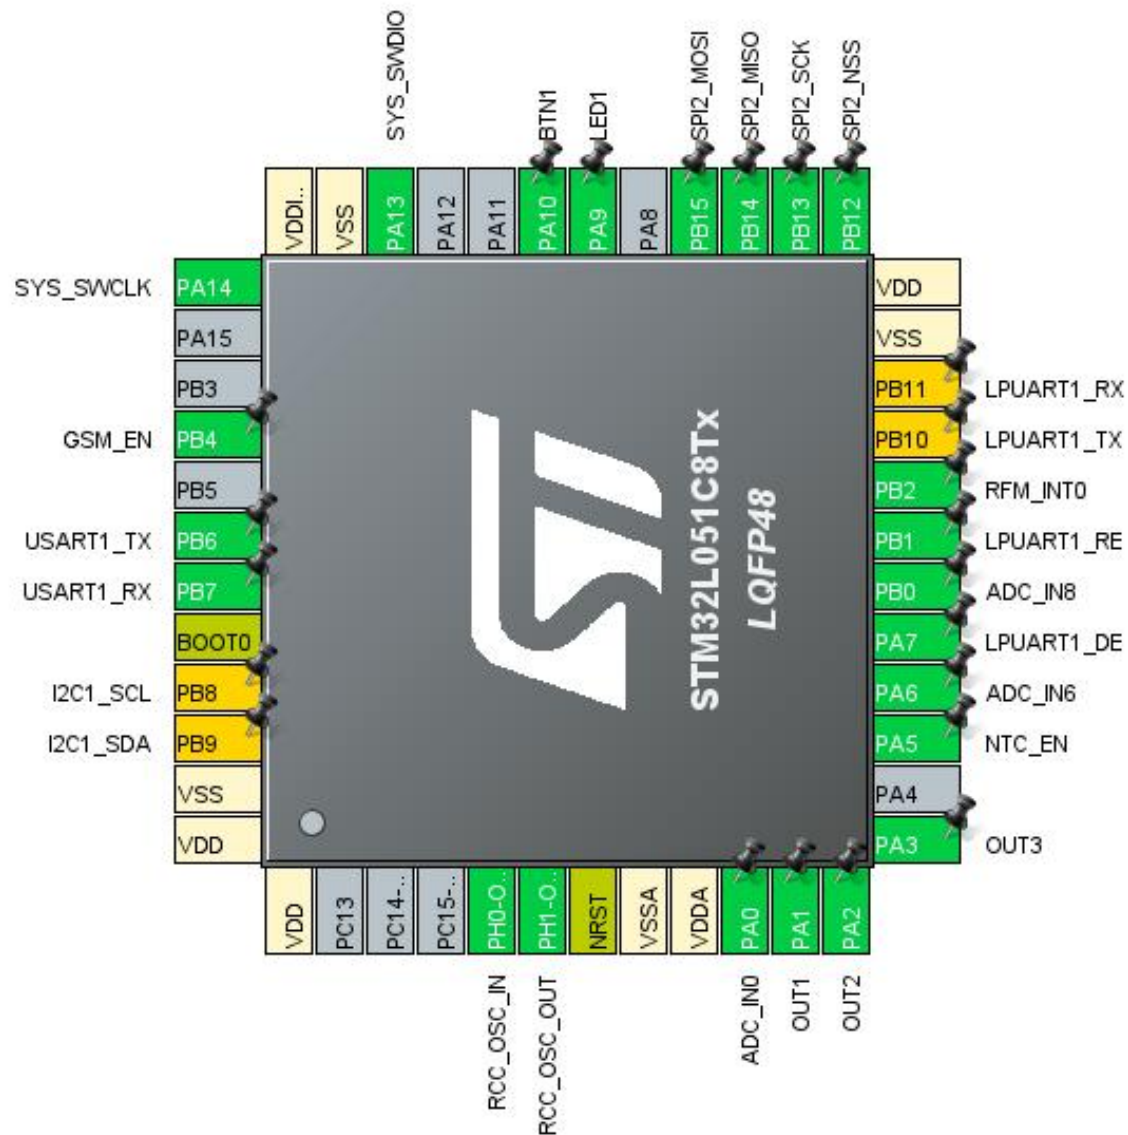 SYS_SWDIO
BTN1
LED1
SPI2_MOSI
SPI2_MISO
SPI2_SCK
SPI2_NSS
VDDI..
VSS
PA13
PA12
PA11
PA10
PA9
PA8
PB15
PB14
PB13
PB12
SYS_SWCLK PA14
PA15
PB3
GSM_EN PB4
PB5
USART1_TX PB6
USART1_RX PB7
BOOT0
I2C1_SCL PB8
I2C1_SDA PB9
VSS
VDD
STM32L051C8Tx
LQFP48
VDD
VSS
PB11 LPUART1_RX
PB10 LPUART1_TX
PB2 RFM_INT0
PB1 LPUART1_RE
PB0 ADC_IN8
PA7 LPUART1_DE
PA6 ADC_IN6
PA5 NTC_EN
PA4
PA3 OUT3
VDD
PC13
PC14-..
PC15-..
PH0-O..
PH1-O..
NRST
VSSA
VDDA
PA0
PA1
PA2
RCC_OSC_IN
RCC_OSC_OUT
ADC_IN0
OUT1
OUT2